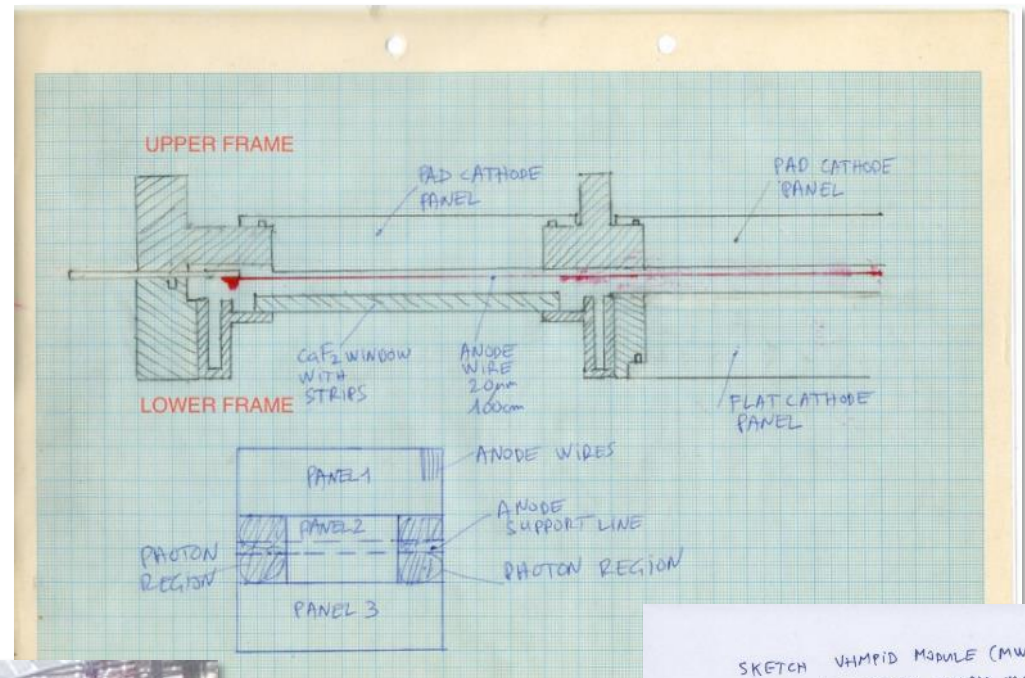 UPPER FRAME
PAD CATHODE
PANEL
PAD CATHODE
PANEL
CaF2 WINDOW
WITH
STRIPS
ANODE
WIRE
20µm
100cm
FLAT CATHODE
PANEL
LOWER FRAME
PANEL 1
ANODE WIRES
PANEL 2
ANODE
SUPPORT LINE
PHOTON
REGION
PHOTON REGION
PANEL 3
SKETCH VHMPID MODULE (MW